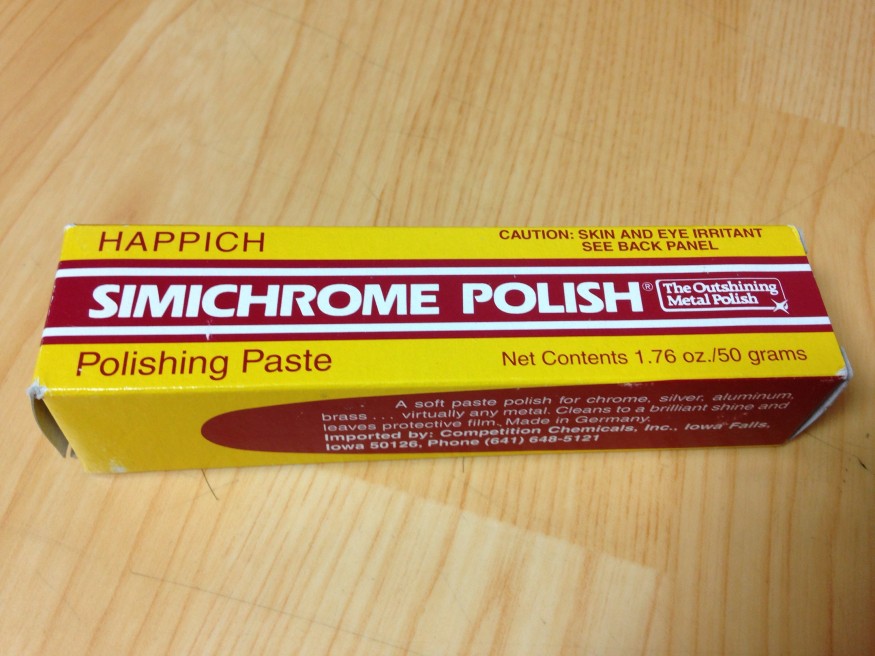 HAPPICH
CAUTION: SKIN AND EYE IRRITANT
SEE BACK PANEL
SIMICHROME POLISH®
The Outshining
Metal Polish
Polishing Paste
Net Contents 1.76 oz./50 grams
A soft paste polish for chrome, silver, aluminum,
brass ... virtually any metal. Cleans to a brilliant shine and
leaves protective film. Made in Germany.
Imported by: Competition Chemicals, Inc., Iowa Falls,
Iowa 50126, Phone (641) 648-5121